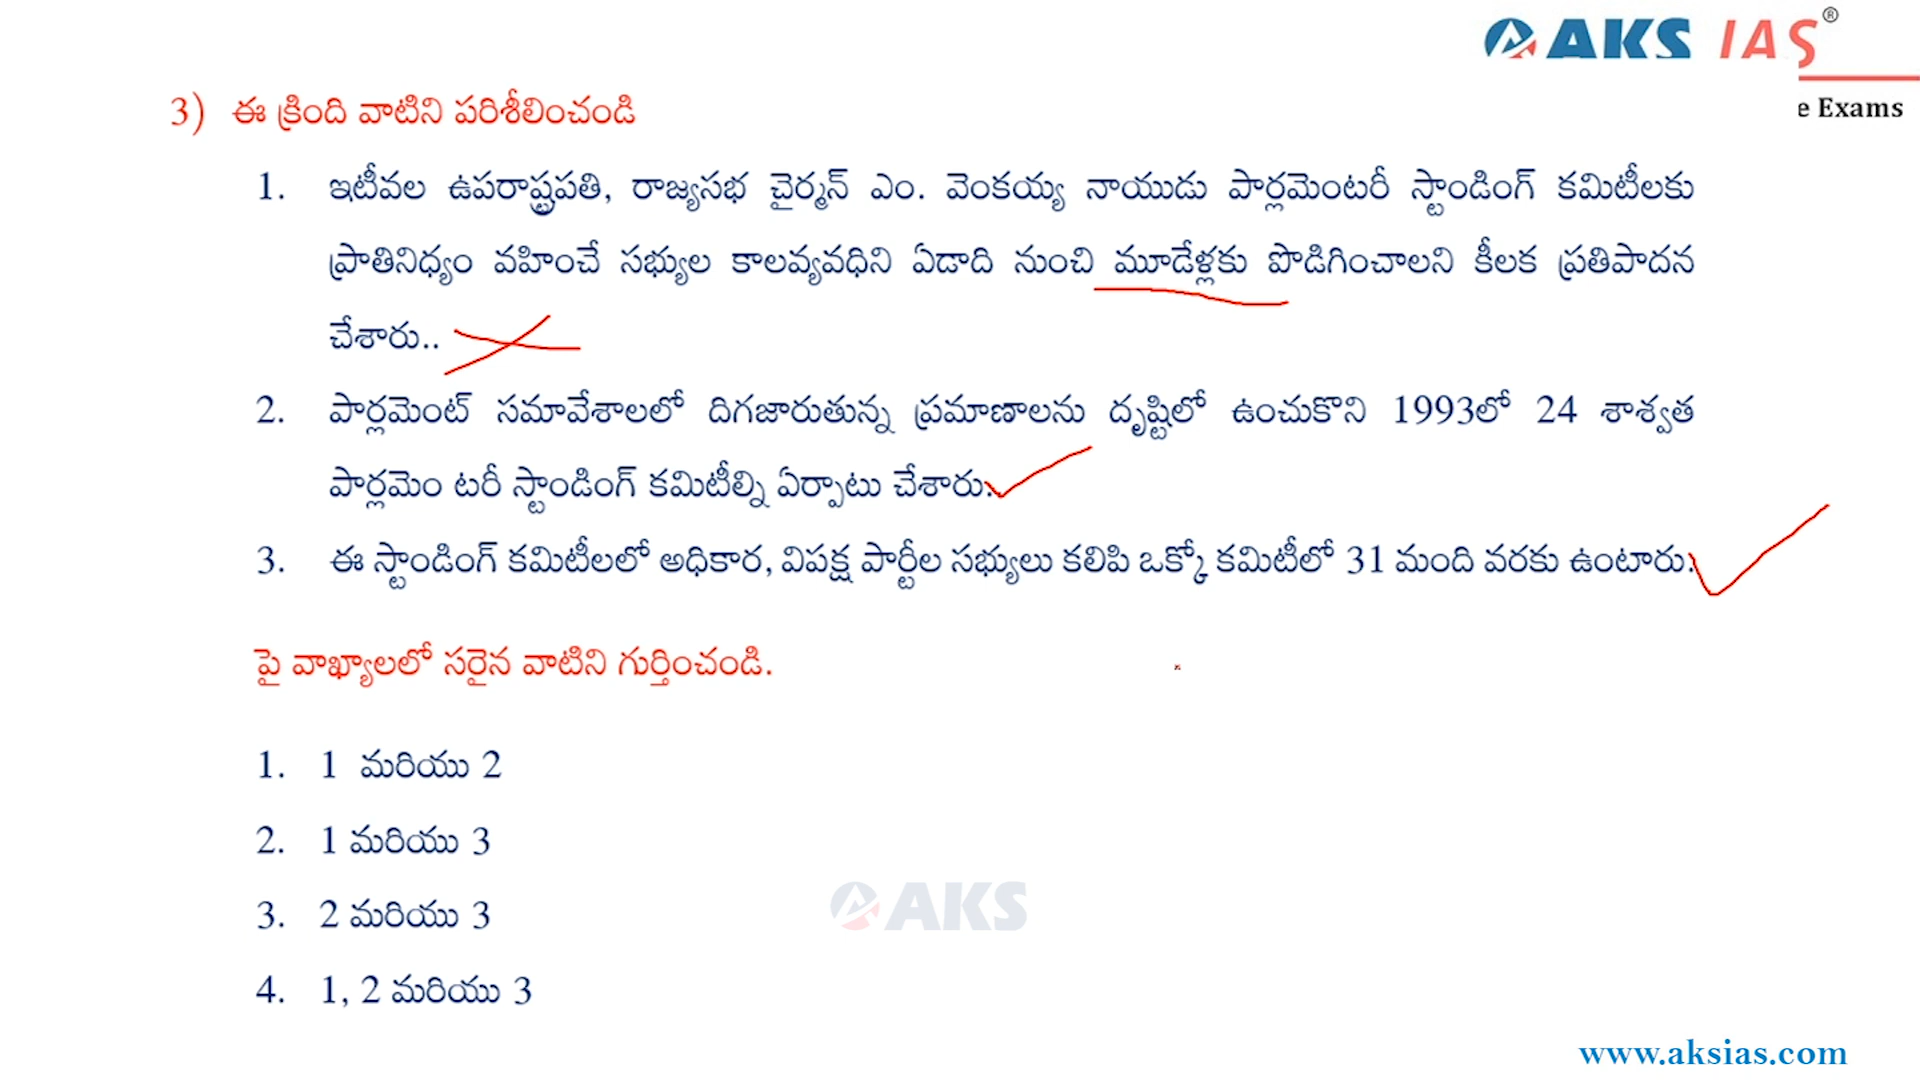 AKS IAS®
e Exams
3) ఈ క్రింది వాటిని పరిశీలించండి
1. ఇటీవల ఉపరాష్ట్రపతి, రాజ్యసభ చైర్మన్ ఎం. వెంకయ్య నాయుడు పార్లమెంటరీ స్టాండింగ్ కమిటీలకు
ప్రాతినిధ్యం వహించే సభ్యుల కాలవ్యవధిని ఏడాది నుంచి మూడేళ్లకు పొడిగించాలని కీలక ప్రతిపాదన
చేశారు..
2. పార్లమెంట్ సమావేశాలలో దిగజారుతున్న ప్రమాణాలను దృష్టిలో ఉంచుకొని 1993లో 24 శాశ్వత
పార్లమెం టరీ స్టాండింగ్ కమిటీల్ని ఏర్పాటు చేశారు.
3. ఈ స్టాండింగ్ కమిటీలలో అధికార, విపక్ష పార్టీల సభ్యులు కలిపి ఒక్కో కమిటీలో 31 మంది వరకు ఉంటారు.
పై వాఖ్యాలలో సరైన వాటిని గుర్తించండి.
1. 1 మరియు 2
2. 1 మరియు 3
3. 2 మరియు 3
4. 1, 2 మరియు 3
AKS
www.aksias.com